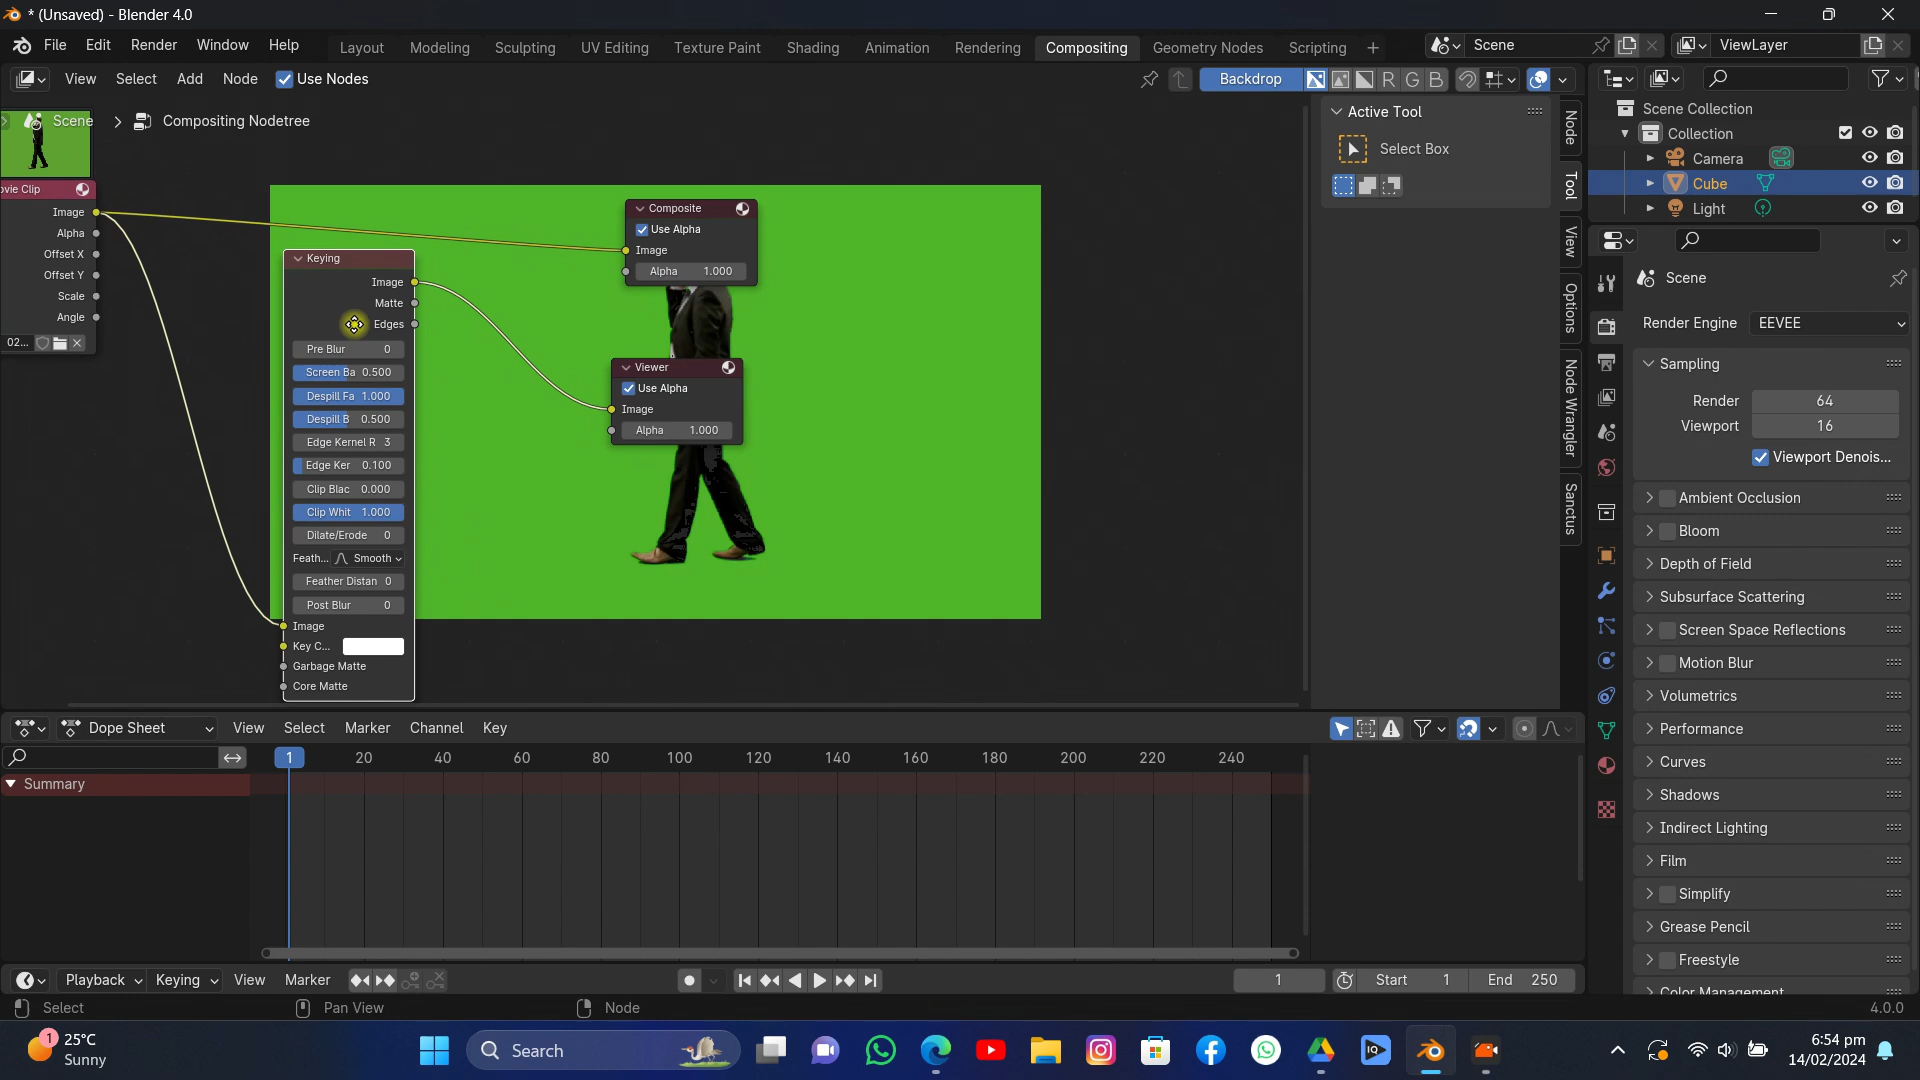 * (Unsaved) - Blender 4.0
File Edit Render Window Help Layout Modeling Sculpting UV Editing Texture Paint Shading Animation Rendering Compositing Geometry Nodes Scripting + Scene ViewLayer
View Select Add Node Use Nodes Backdrop R G B
Scene > Compositing Nodetree
ovie Clip
Image
Alpha
Offset X
Offset Y
Scale
Angle
02...
Keying
Image
Matte
Edges
Pre Blur 0
Screen Ba 0.500
Despill Fa 1.000
Despill B 0.500
Edge Kernel R 3
Edge Ker 0.100
Clip Blac 0.000
Clip Whit 1.000
Dilate/Erode 0
Feath... Smooth
Feather Distan 0
Post Blur 0
Image
Key C...
Garbage Matte
Core Matte
Composite
Use Alpha
Image
Alpha 1.000
Viewer
Use Alpha
Image
Alpha 1.000
Active Tool
Select Box
Node
Tool
View
Options
Node Wrangler
Sanctus
Scene Collection
Collection
Camera
Cube
Light
Scene
Render Engine EEVEE
Sampling
Render 64
Viewport 16
Viewport Denois...
Ambient Occlusion
Bloom
Depth of Field
Subsurface Scattering
Screen Space Reflections
Motion Blur
Volumetrics
Performance
Curves
Shadows
Indirect Lighting
Film
Simplify
Grease Pencil
Freestyle
Color Management
Dope Sheet View Select Marker Channel Key
1 20 40 60 80 100 120 140 160 180 200 220 240
Summary
Playback Keying View Marker 1 Start 1 End 250
Select Pan View Node 4.0.0
1 25°C
Sunny
Search
IQ
6:54 pm
14/02/2024